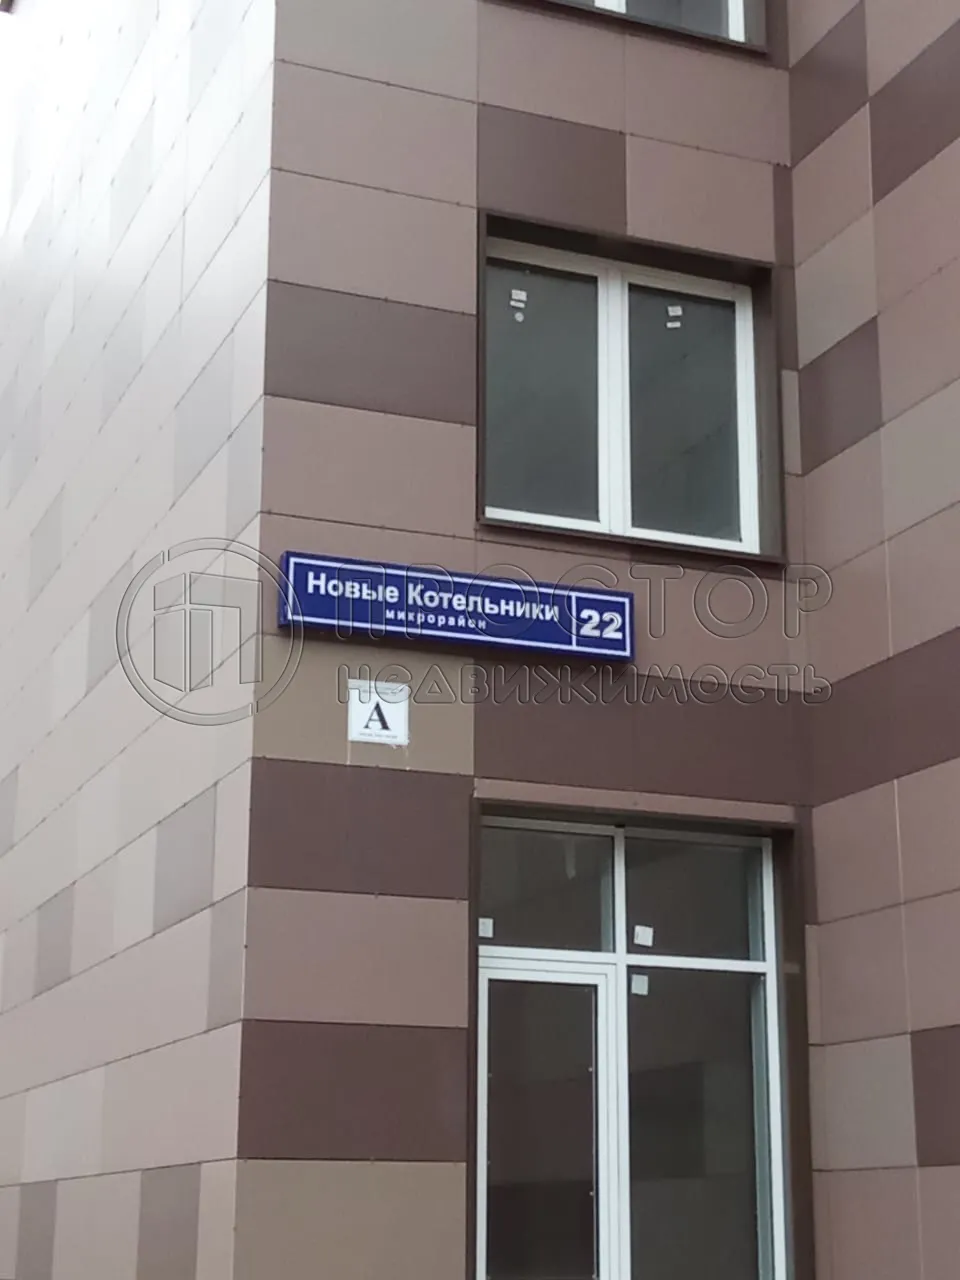 Новые Котельники
микрорайон
22
А
ПРОСТОР
недвижимость